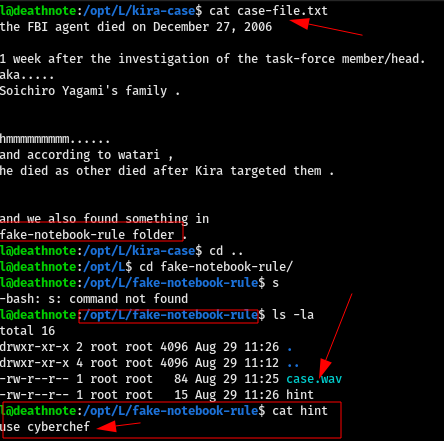 l@deathnote:/opt/L/kira-case$ cat case-file.txt
the FBI agent died on December 27, 2006
1 week after the investigation of the task-force member/head.
aka.....
Soichiro Yagami's family .
hmmmmmmmmm......
and according to watari ,
he died as other died after Kira targeted them .
and we also found something in
fake-notebook-rule folder .
l@deathnote:/opt/L/kira-case$ cd ..
l@deathnote:/opt/L$ cd fake-notebook-rule/
l@deathnote:/opt/L/fake-notebook-rule$ s
-bash: s: command not found
l@deathnote:/opt/L/fake-notebook-rule$ ls -la
total 16
drwxr-xr-x 2 root root 4096 Aug 29 11:26 .
drwxr-xr-x 4 root root 4096 Aug 29 11:12 ..
-rw-r--r-- 1 root root   84 Aug 29 11:25 case.wav
-rw-r--r-- 1 root root   15 Aug 29 11:26 hint
l@deathnote:/opt/L/fake-notebook-rule$ cat hint
use cyberchef